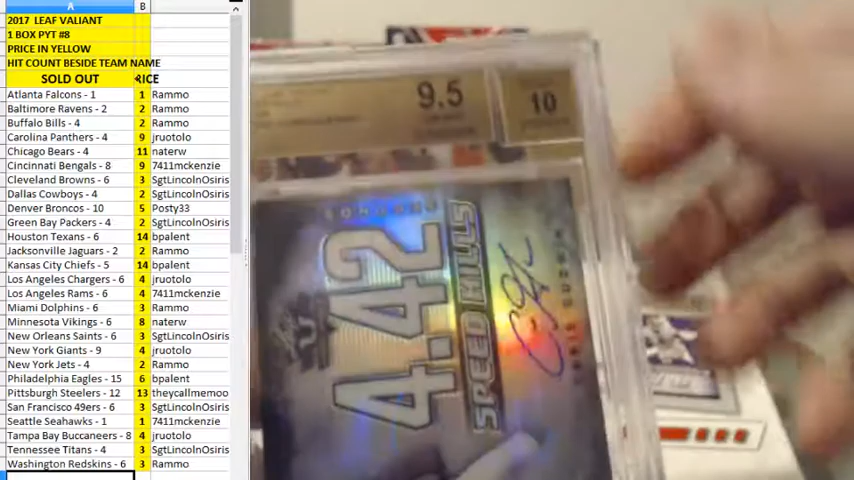 A B
2017 LEAF VALIANT
1 BOX PYT #8
PRICE IN YELLOW
HIT COUNT BESIDE TEAM NAME
SOLD OUT RICE
Atlanta Falcons - 1 1 Rammo
Baltimore Ravens - 2 2 Rammo
Buffalo Bills - 4 2 Rammo
Carolina Panthers - 4 9 jruotolo
Chicago Bears - 4 11 naterw
Cincinnati Bengals - 8 9 7411mckenzie
Cleveland Browns - 6 3 SgtLincolnOsiris
Dallas Cowboys - 4 2 SgtLincolnOsiris
Denver Broncos - 10 5 Posty33
Green Bay Packers - 4 2 SgtLincolnOsiris
Houston Texans - 6 14 bpalent
Jacksonville Jaguars - 2 2 Rammo
Kansas City Chiefs - 5 14 bpalent
Los Angeles Chargers - 6 4 jruotolo
Los Angeles Rams - 6 4 7411mckenzie
Miami Dolphins - 6 3 Rammo
Minnesota Vikings - 6 8 naterw
New Orleans Saints - 6 3 SgtLincolnOsiris
New York Giants - 9 4 jruotolo
New York Jets - 4 2 Rammo
Philadelphia Eagles - 15 6 bpalent
Pittsburgh Steelers - 12 13 theycallmemoo
San Francisco 49ers - 6 3 SgtLincolnOsiris
Seattle Seahawks - 1 1 7411mckenzie
Tampa Bay Buccaneers - 8 4 jruotolo
Tennessee Titans - 4 3 SgtLincolnOsiris
Washington Redskins - 6 3 Rammo
9.5
10
4.42
SPEED KILLS